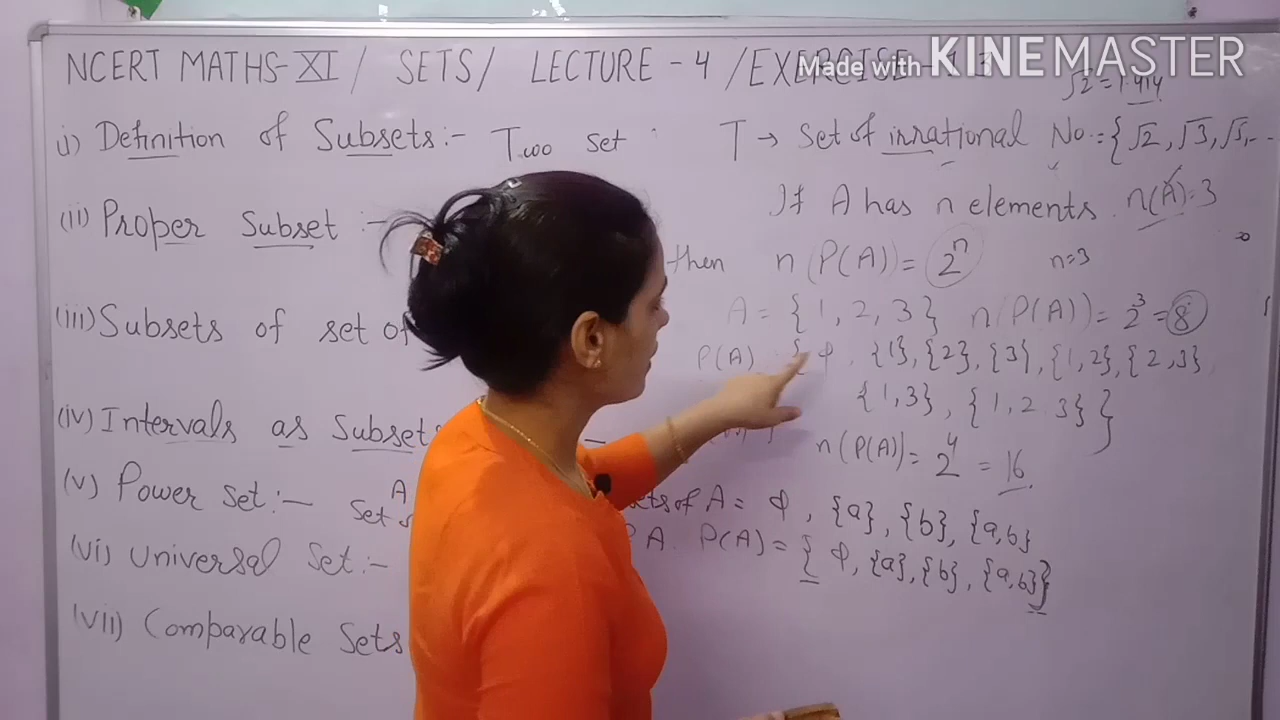 NCERT MATHS-XI / SETS / LECTURE - 4 / EXERCISE 1.3
Made with KINEMASTER
√2 = 1.414
(i) Definition of Subsets:- Two set
T → Set of irrational No.= {√2, √3, √5,--
(ii) Proper Subset :-
If A has n elements. n(A)=3
then n(P(A)) = 2ⁿ n=3
(iii) Subsets of set of
A = {1, 2, 3} n(P(A)) = 2³ = 8
P(A) {φ, {1}, {2}, {3}, {1,2}, {2,3},
{1,3}, {1,2.3}}
(iv) Intervals as Subset
n(P(A)) = 2⁴ = 16
(v) Power Set:- A
Set
sets of A = φ, {a}, {b}, {a,b}
A. P(A) = {φ, {a}, {b}, {a,b}}
(vi) Universal Set:-
(vii) Comparable Sets